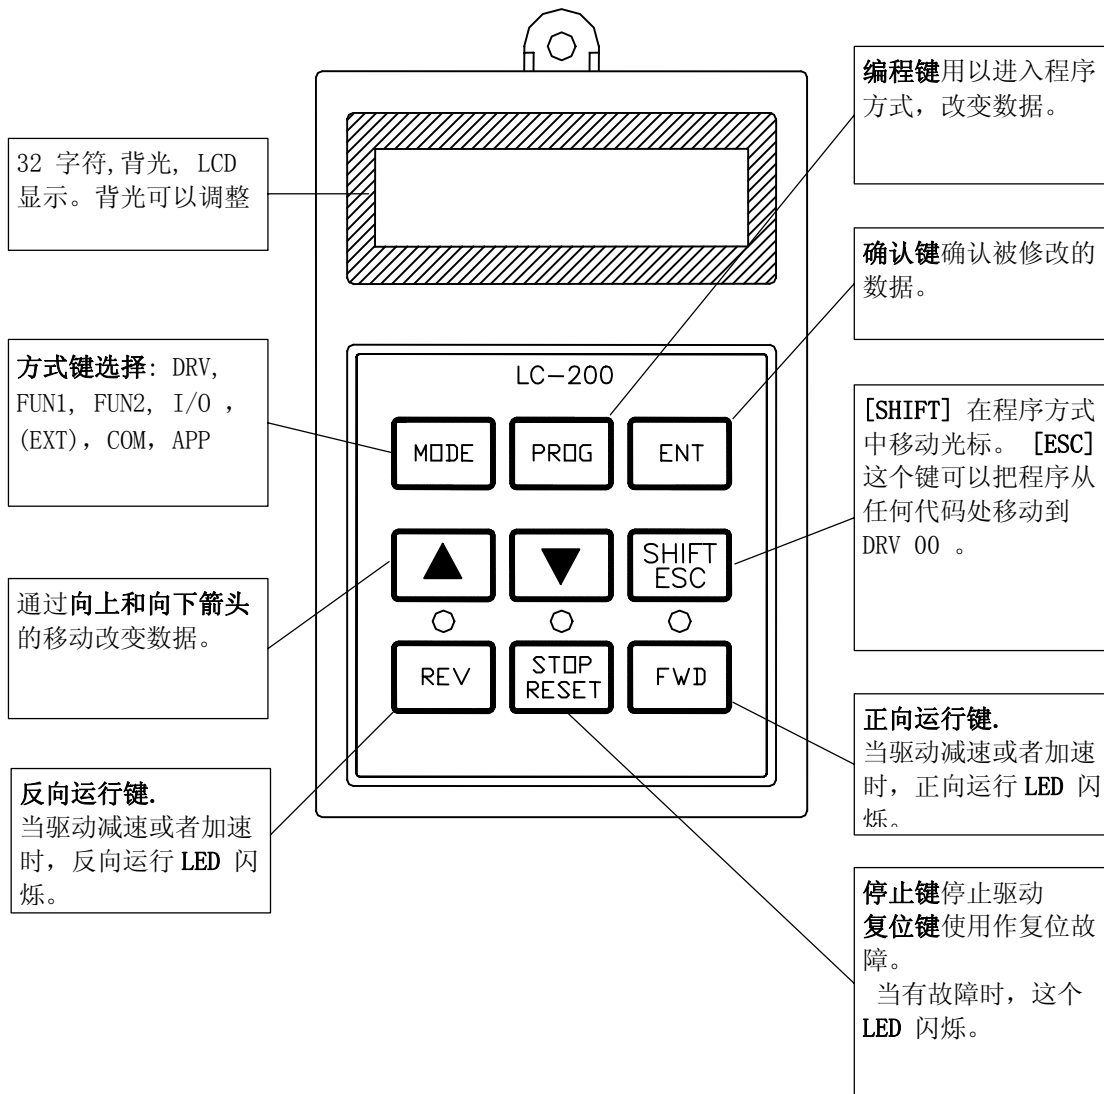 32 字符,背光, LCD
显示。背光可以调整
方式键选择: DRV,
FUN1, FUN2, I/O ,
(EXT), COM, APP
通过向上和向下箭头
的移动改变数据。
反向运行键.
当驱动减速或者加速
时, 反向运行 LED 闪
烁。
LC-200
MODE
PROG
ENT
SHIFT
ESC
REV
STOP
RESET
FWD
编程键用以进入程序
方式, 改变数据。
确认键确认被修改的
数据。
[SHIFT] 在程序方式
中移动光标。 [ESC]
这个键可以把程序从
任何代码处移动到
DRV 00 。
正向运行键.
当驱动减速或者加速
时, 正向运行 LED 闪
烁。
停止键停止驱动
复位键使用作复位故
障。
当有故障时, 这个
LED 闪烁。